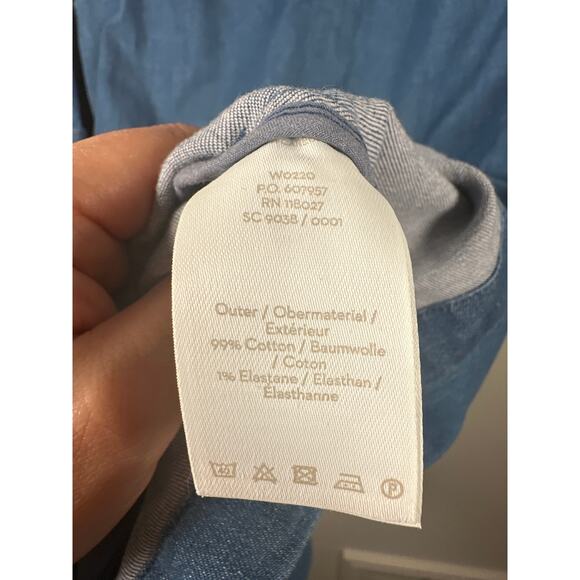 W0220
P.O. 607957
RN 118027
SC 9038 / 0001
Outer / Obermaterial /
Extérieur
99% Cotton / Baumwolle
/ Coton
1% Elastane / Elasthan /
Élasthanne
P